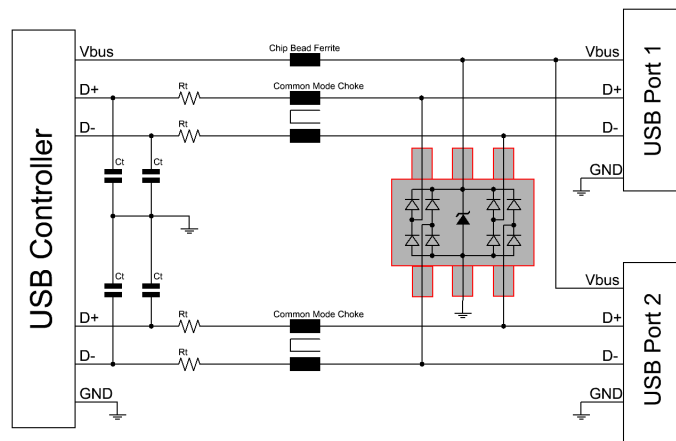 Vbus
Chip Bead Ferrite
Vbus
D+
Rt
Common Mode Choke
D+
D-
Rt
D-
USB Port 1
Ct
Ct
GND
USB Controller
Ct
Ct
Vbus
D+
Rt
Common Mode Choke
D+
D-
Rt
D-
USB Port 2
GND
GND